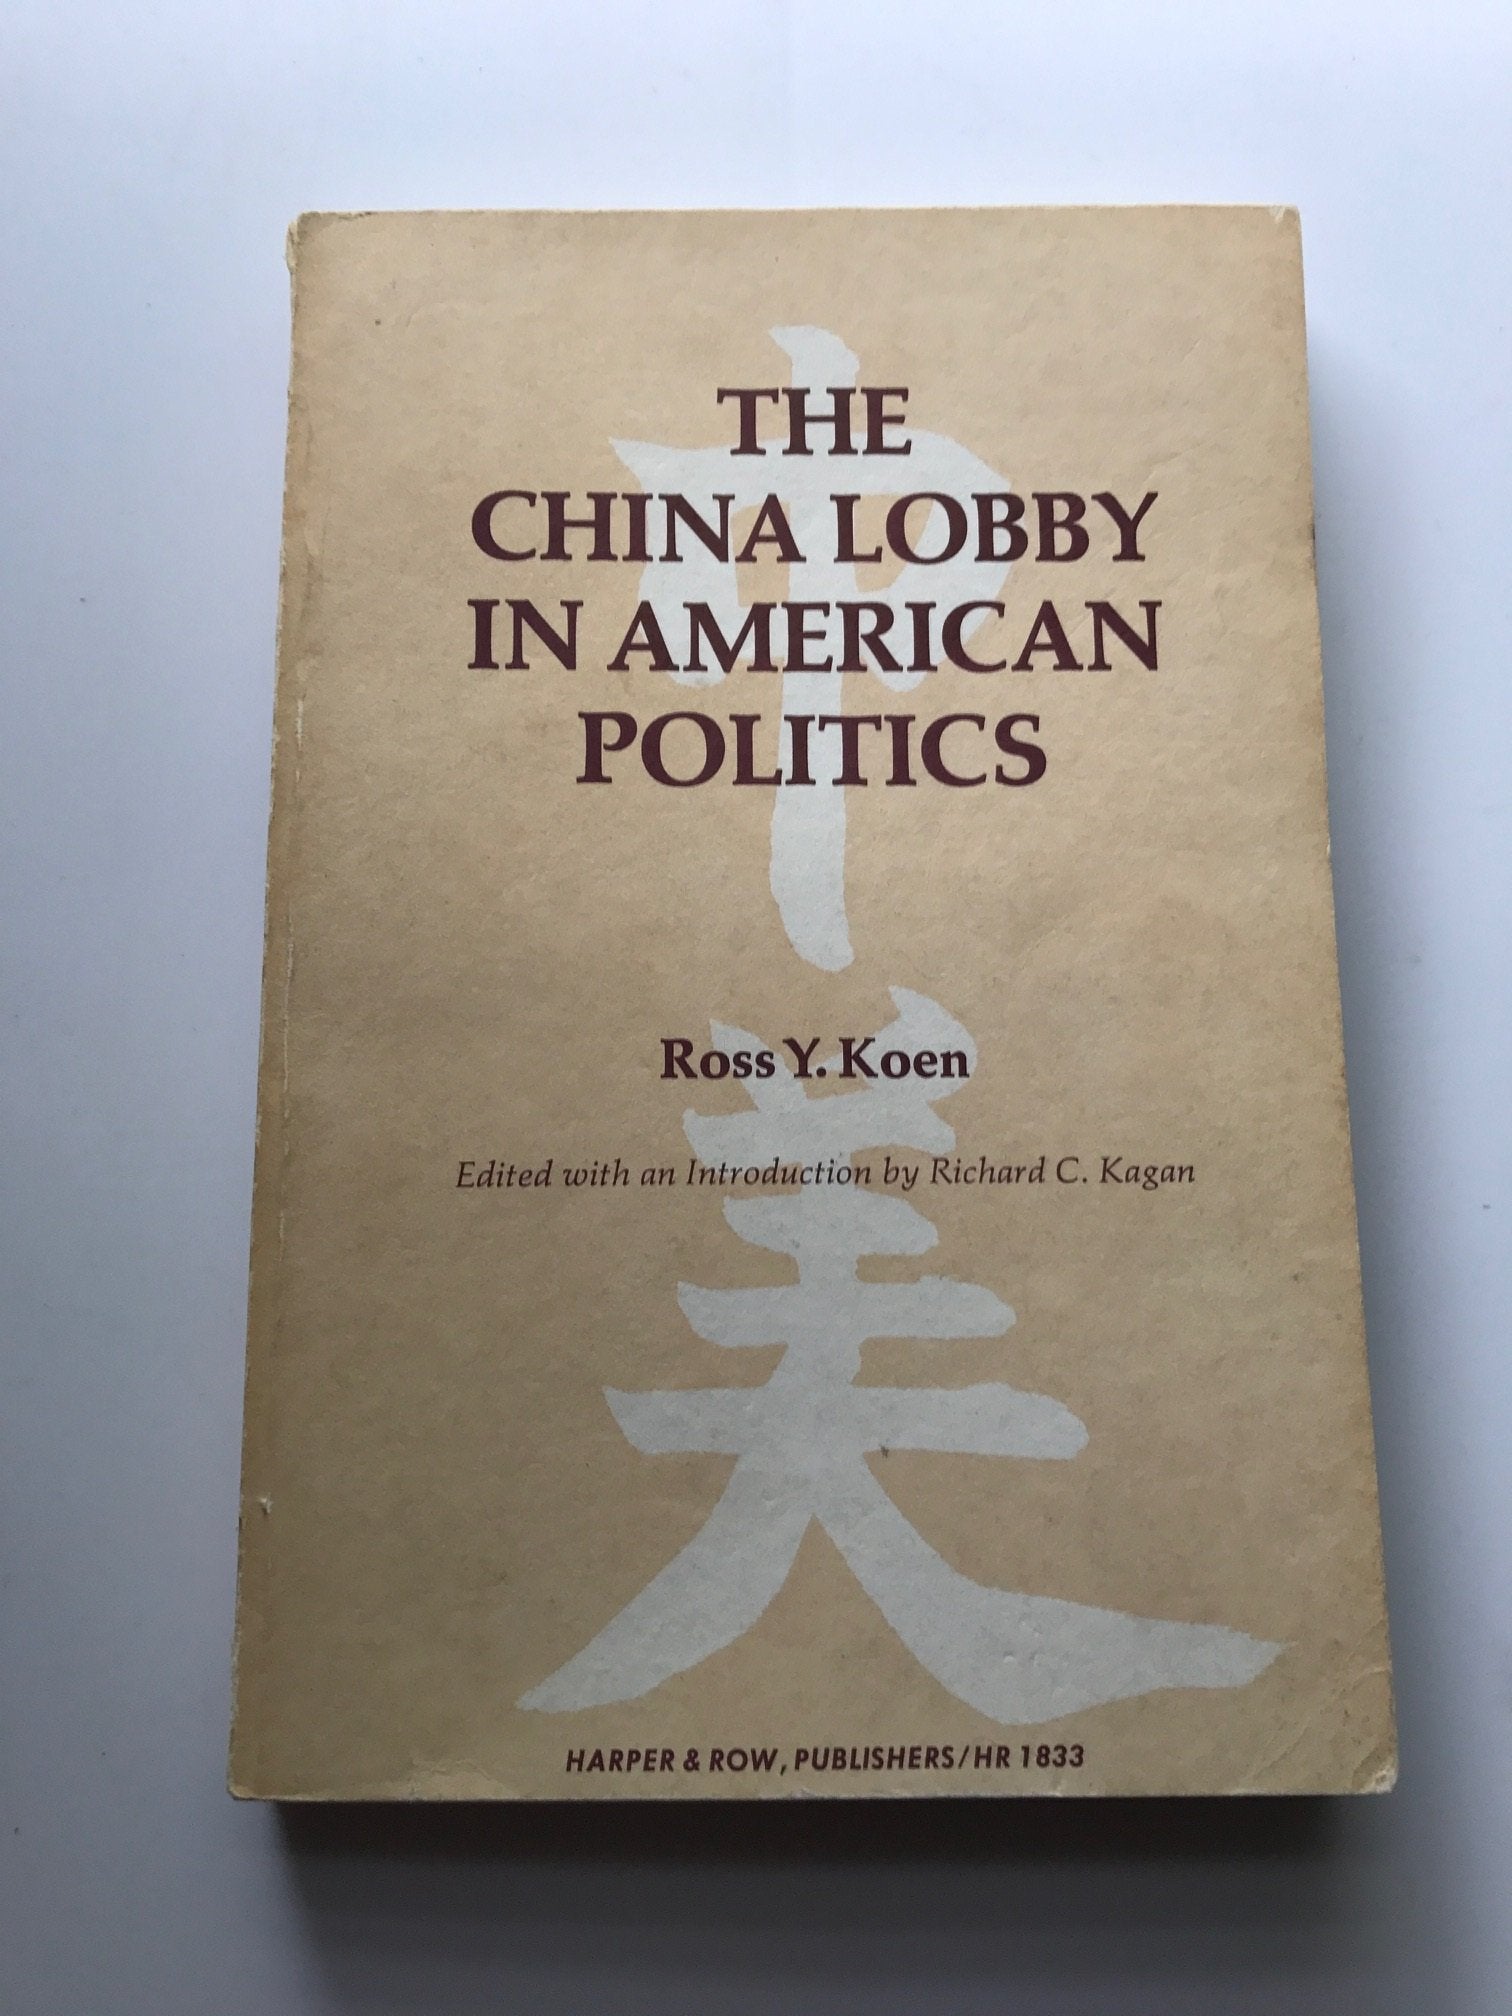 THE
CHINA LOBBY
IN AMERICAN
POLITICS
Ross Y. Koen
Edited with an Introduction by Richard C. Kagan
中
美
HARPER & ROW, PUBLISHERS/HR 1833